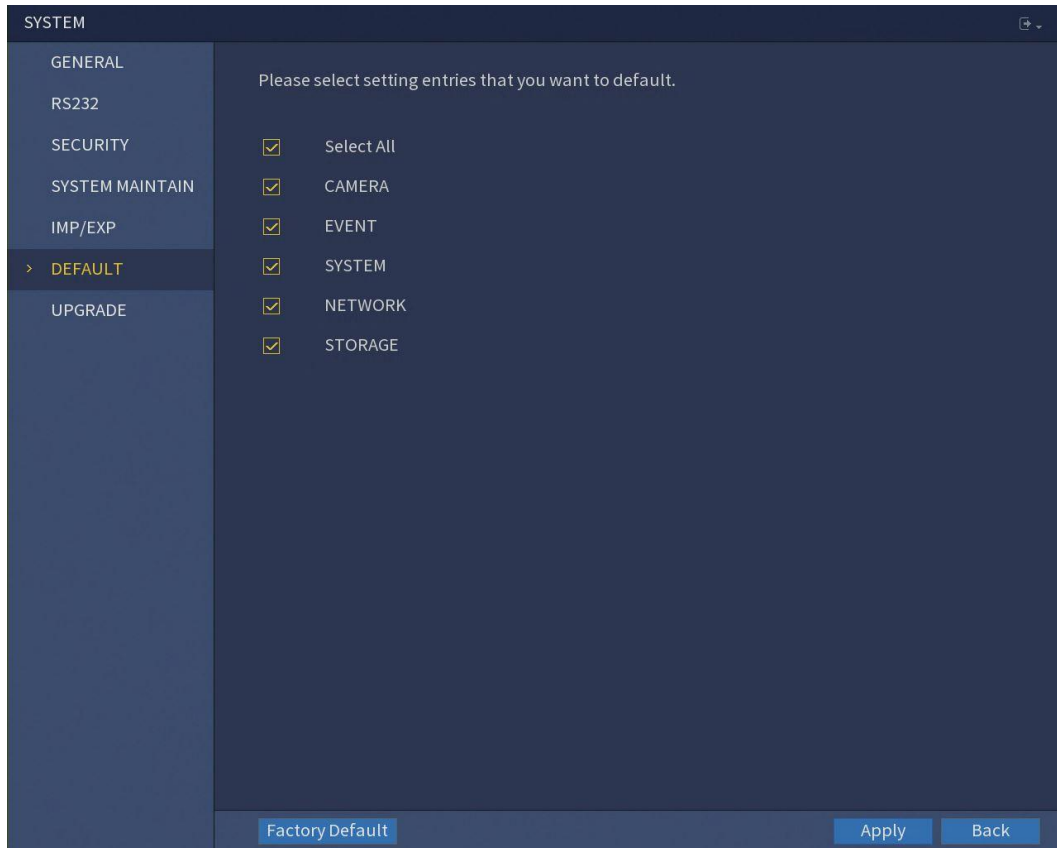 SYSTEM
GENERAL
RS232
SECURITY
SYSTEM MAINTAIN
IMP/EXP
DEFAULT
UPGRADE
Please select setting entries that you want to default.
Select All
CAMERA
EVENT
SYSTEM
NETWORK
STORAGE
Factory Default
Apply
Back